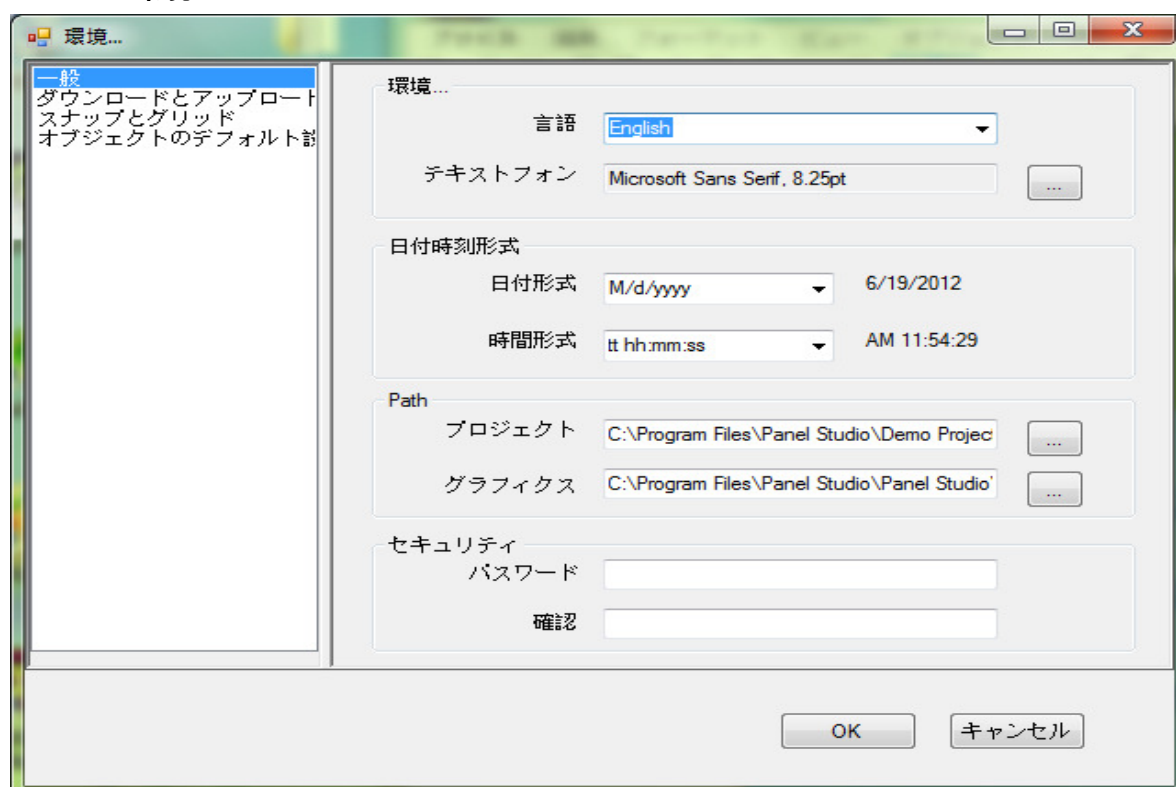 環境...
一般
ダウンロードとアップロート
スナップとグリッド
オブジェクトのデフォルト設
環境...
言語 English
テキストフォン Microsoft Sans Serif, 8.25pt ...
日付時刻形式
日付形式 M/d/yyyy 6/19/2012
時間形式 tt hh:mm:ss AM 11:54:29
Path
プロジェクト C:\Program Files\Panel Studio\Demo Projec ...
グラフィクス C:\Program Files\Panel Studio\Panel Studio ...
セキュリティ
パスワード
確認
OK キャンセル